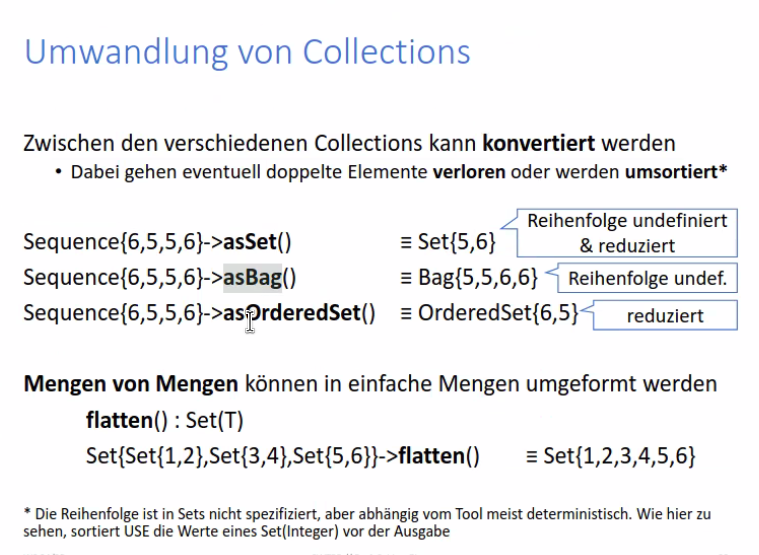 Umwandlung von Collections
Zwischen den verschiedenen Collections kann konvertiert werden
• Dabei gehen eventuell doppelte Elemente verloren oder werden umsortiert*
Sequence{6,5,5,6}->asSet() ≡ Set{5,6} Reihenfolge undefiniert
& reduziert
Sequence{6,5,5,6}->asBag() ≡ Bag{5,5,6,6} Reihenfolge undef.
Sequence{6,5,5,6}->asOrderedSet() ≡ OrderedSet{6,5} reduziert
Mengen von Mengen können in einfache Mengen umgeformt werden
flatten() : Set(T)
Set{Set{1,2},Set{3,4},Set{5,6}}->flatten() ≡ Set{1,2,3,4,5,6}
* Die Reihenfolge ist in Sets nicht spezifiziert, aber abhängig vom Tool meist deterministisch. Wie hier zu
sehen, sortiert USE die Werte eines Set(Integer) vor der Ausgabe